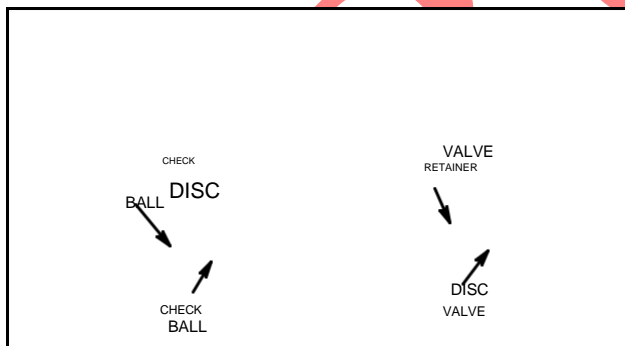 CHECK
BALL DISC
CHECK
BALL
VALVE
RETAINER
DISC
VALVE